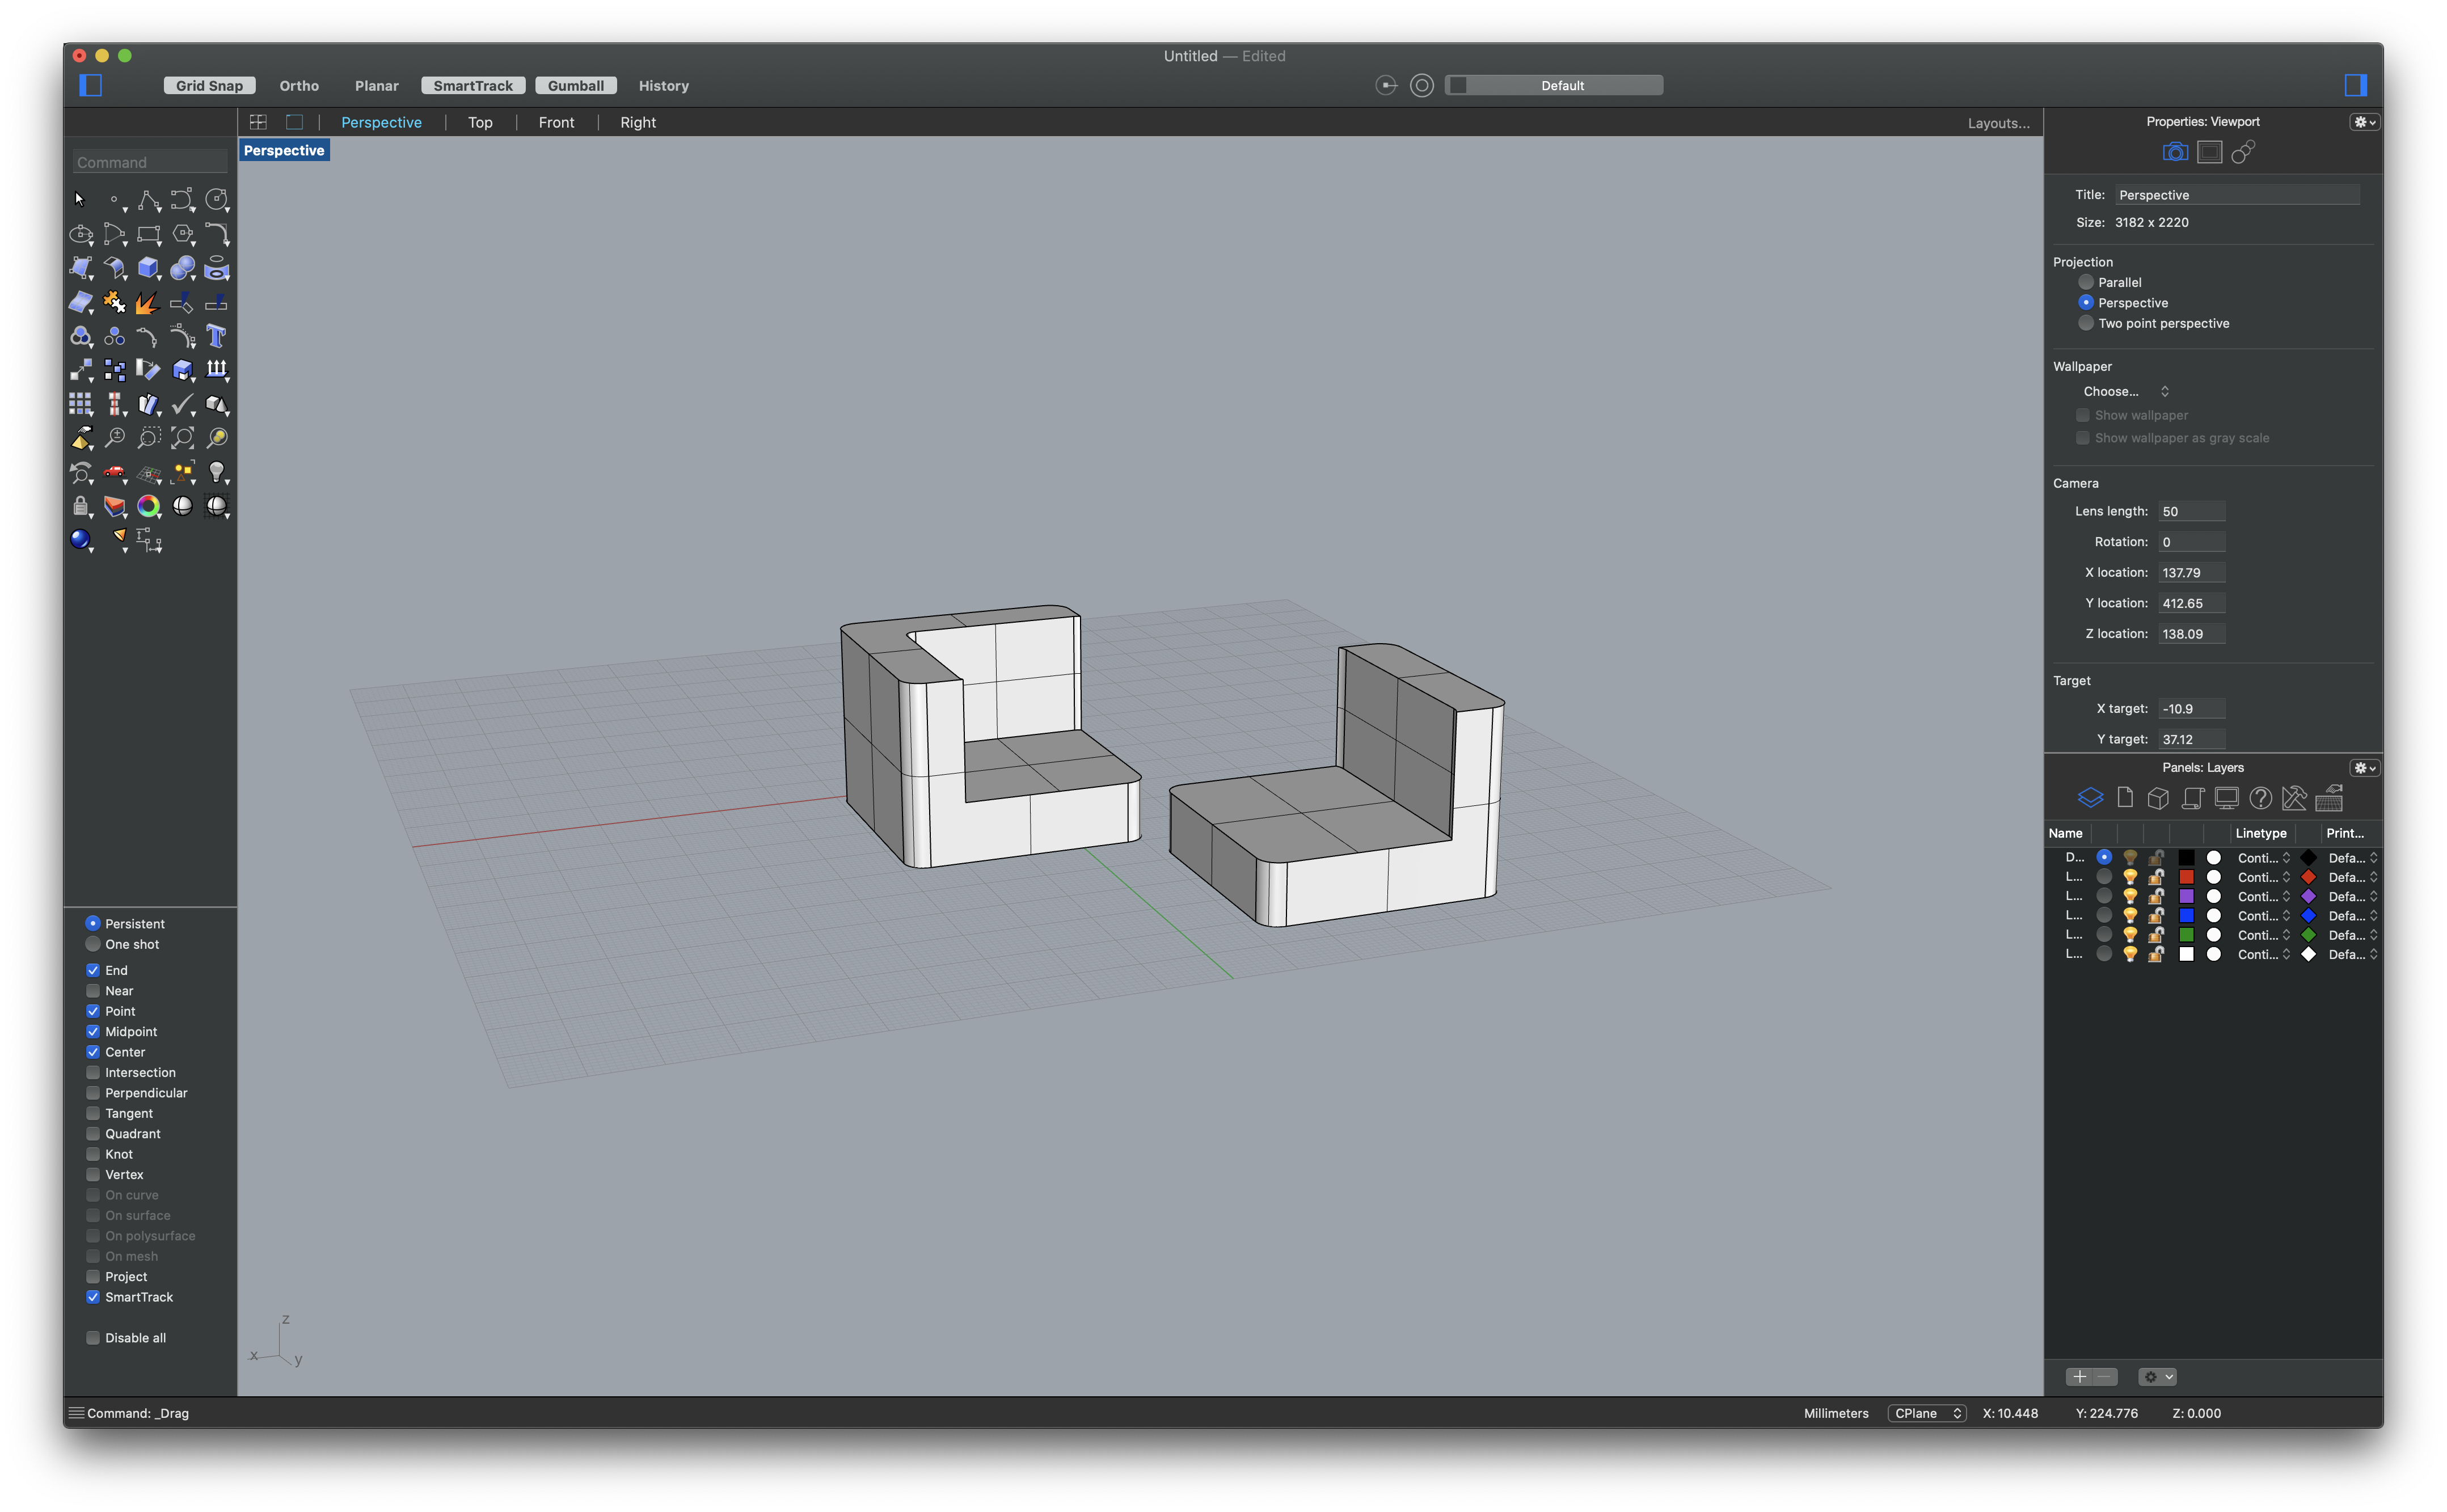 Untitled — Edited
Grid Snap Ortho Planar SmartTrack Gumball History Default
Perspective Top Front Right Layouts...
Perspective
Command
Persistent
One shot
End
Near
Point
Midpoint
Center
Intersection
Perpendicular
Tangent
Quadrant
Knot
Vertex
On curve
On surface
On polysurface
On mesh
Project
SmartTrack
Disable all
z
x
y
Properties: Viewport
Title: Perspective
Size: 3182 x 2220
Projection
Parallel
Perspective
Two point perspective
Wallpaper
Choose...
Show wallpaper
Show wallpaper as gray scale
Camera
Lens length: 50
Rotation: 0
X location: 137.79
Y location: 412.65
Z location: 138.09
Target
X target: -10.9
Y target: 37.12
Panels: Layers
Name Linetype Print...
D... Conti... Defa...
L... Conti... Defa...
L... Conti... Defa...
L... Conti... Defa...
L... Conti... Defa...
L... Conti... Defa...
Command: _Drag
Millimeters CPlane X: 10.448 Y: 224.776 Z: 0.000